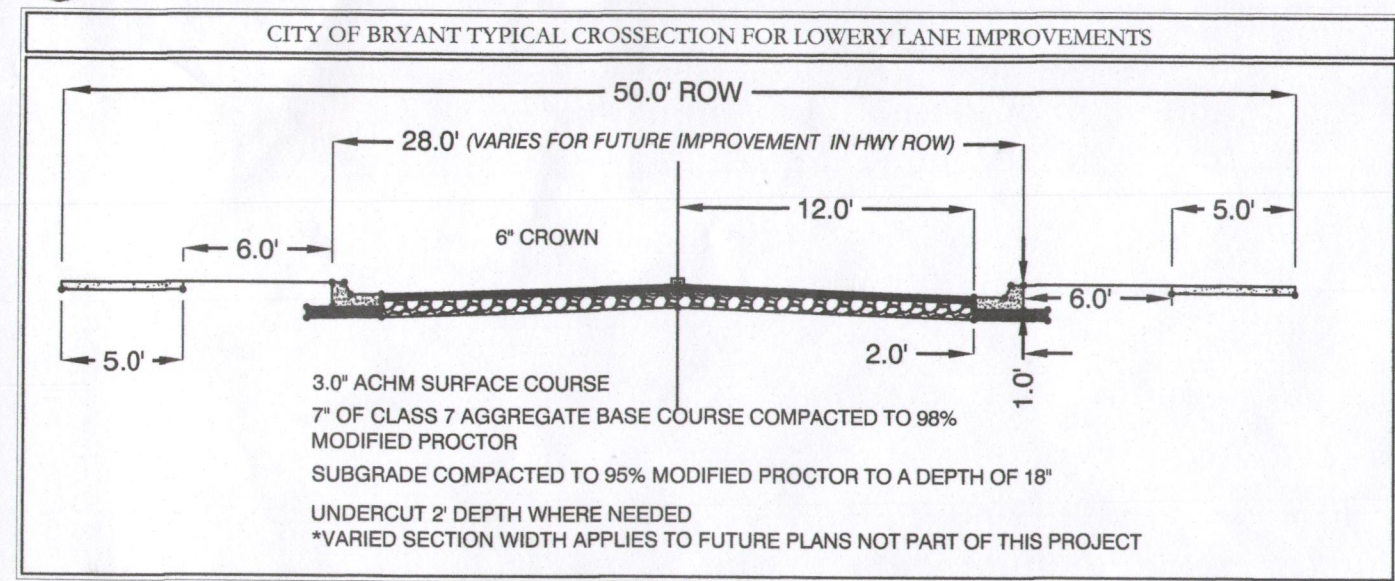 CITY OF BRYANT TYPICAL CROSSECTION FOR LOWERY LANE IMPROVEMENTS
50.0' ROW
28.0' (VARIES FOR FUTURE IMPROVEMENT IN HWY ROW)
12.0'
5.0'
6.0'
6" CROWN
6.0'
5.0'
2.0'
1.0'
3.0" ACHM SURFACE COURSE
7" OF CLASS 7 AGGREGATE BASE COURSE COMPACTED TO 98%
MODIFIED PROCTOR
SUBGRADE COMPACTED TO 95% MODIFIED PROCTOR TO A DEPTH OF 18"
UNDERCUT 2' DEPTH WHERE NEEDED
*VARIED SECTION WIDTH APPLIES TO FUTURE PLANS NOT PART OF THIS PROJECT